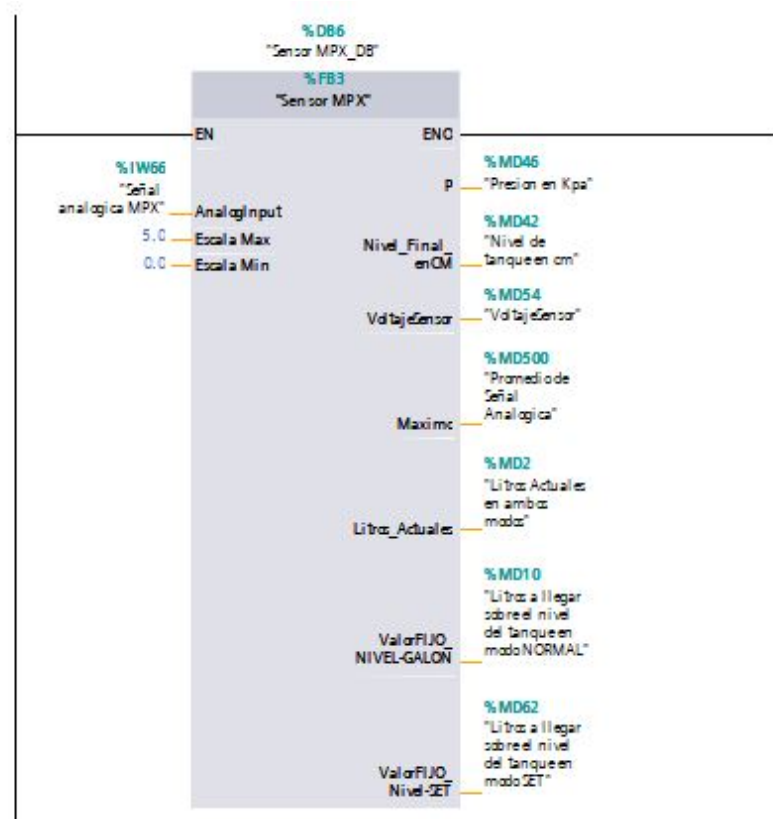 %DB6
"Sensor MPX_DB"
%FB3
"Sensor MPX"
EN
ENO
%IW66
"Señal
analogica MPX"
AnalogInput
5.0
Escala Max
0.0
Escala Min
P
%MD46
"Presion en Kpa"
Nivel_Final_
enCM
%MD42
"Nivel de
tanque en cm"
VoltajeSensor
%MD54
"VoltajeSensor"
Maximo
%MD500
"Promedio de
Señal
Analogica"
Litros_Actuales
%MD2
"Litros Actuales
en ambos
modos"
ValorFIJO_
NIVEL-GALON
%MD10
"Litros a llegar
sobre el nivel
del tanque en
modo NORMAL"
ValorFIJO_
Nivel-SET
%MD62
"Litros a llegar
sobre el nivel
del tanque en
modo SET"